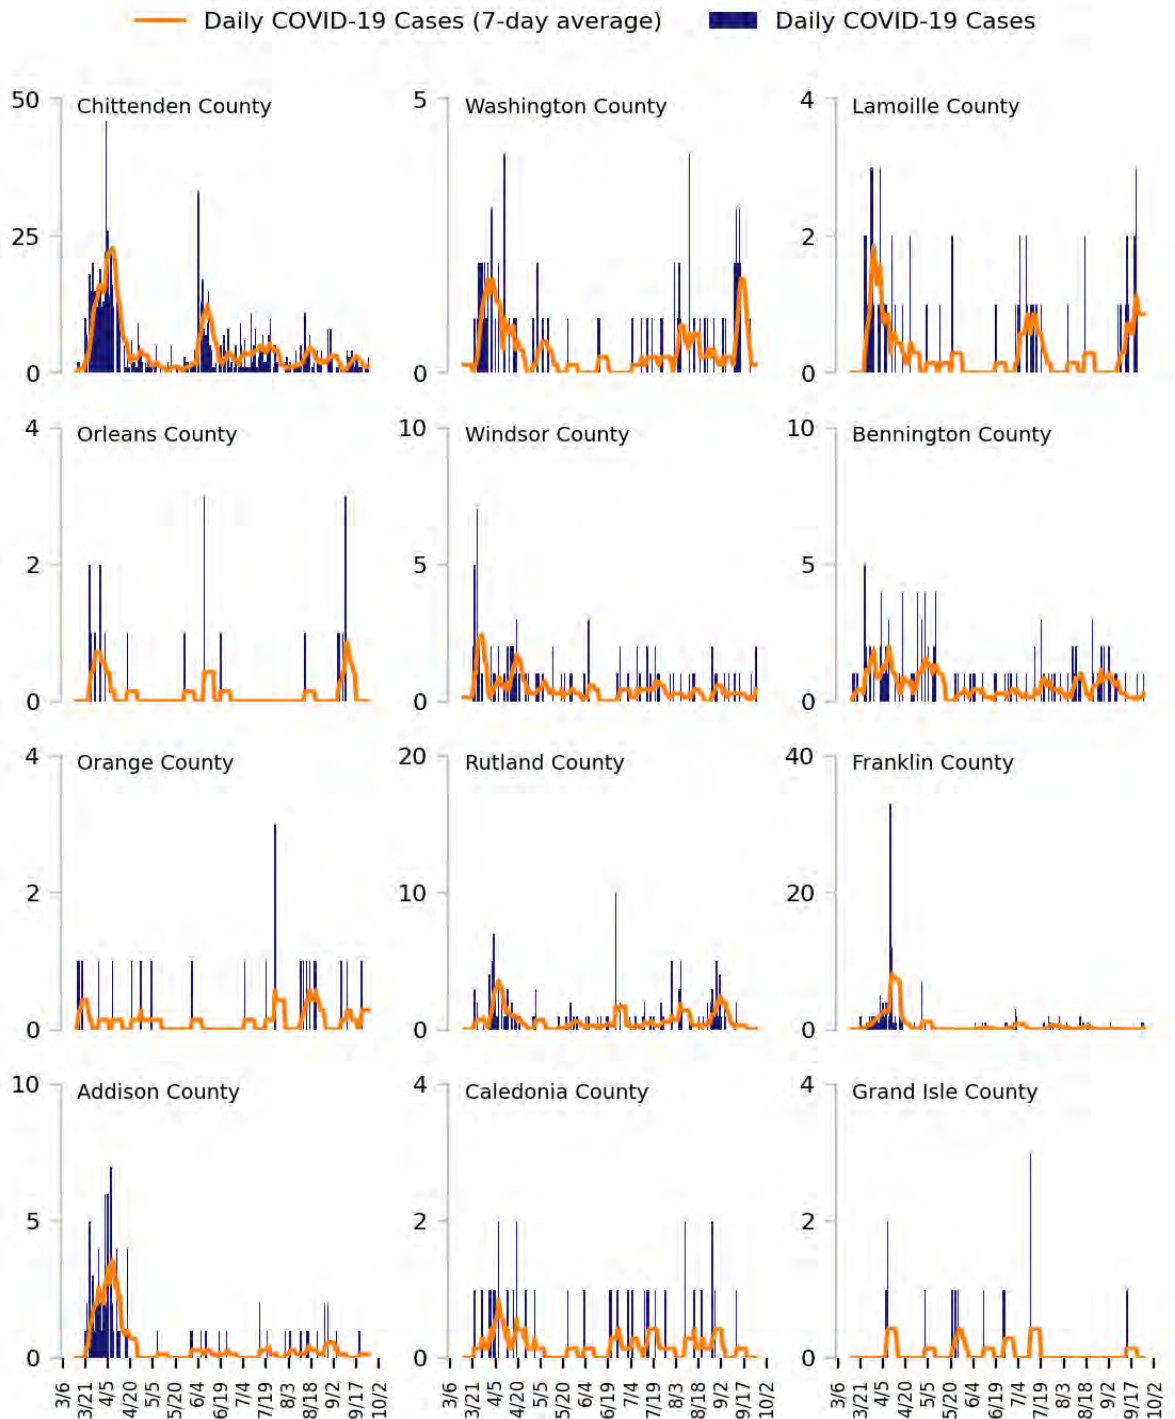 Daily COVID-19 Cases (7-day average) Daily COVID-19 Cases
50 Chittenden County 5 Washington County 4 Lamoille County
25 2
0 0 0
4 Orleans County 10 Windsor County 10 Bennington County
2 5 5
0 0 0
4 Orange County 20 Rutland County 40 Franklin County
2 10 20
0 0 0
10 Addison County 4 Caledonia County 4 Grand Isle County
5 2 2
0 0 0
3/6 3/21 4/5 4/20 5/5 5/20 6/4 6/19 7/4 7/19 8/3 8/18 9/2 9/17 10/2 3/6 3/21 4/5 4/20 5/5 5/20 6/4 6/19 7/4 7/19 8/3 8/18 9/2 9/17 10/2 3/6 3/21 4/5 4/20 5/5 5/20 6/4 6/19 7/4 7/19 8/3 8/18 9/2 9/17 10/2